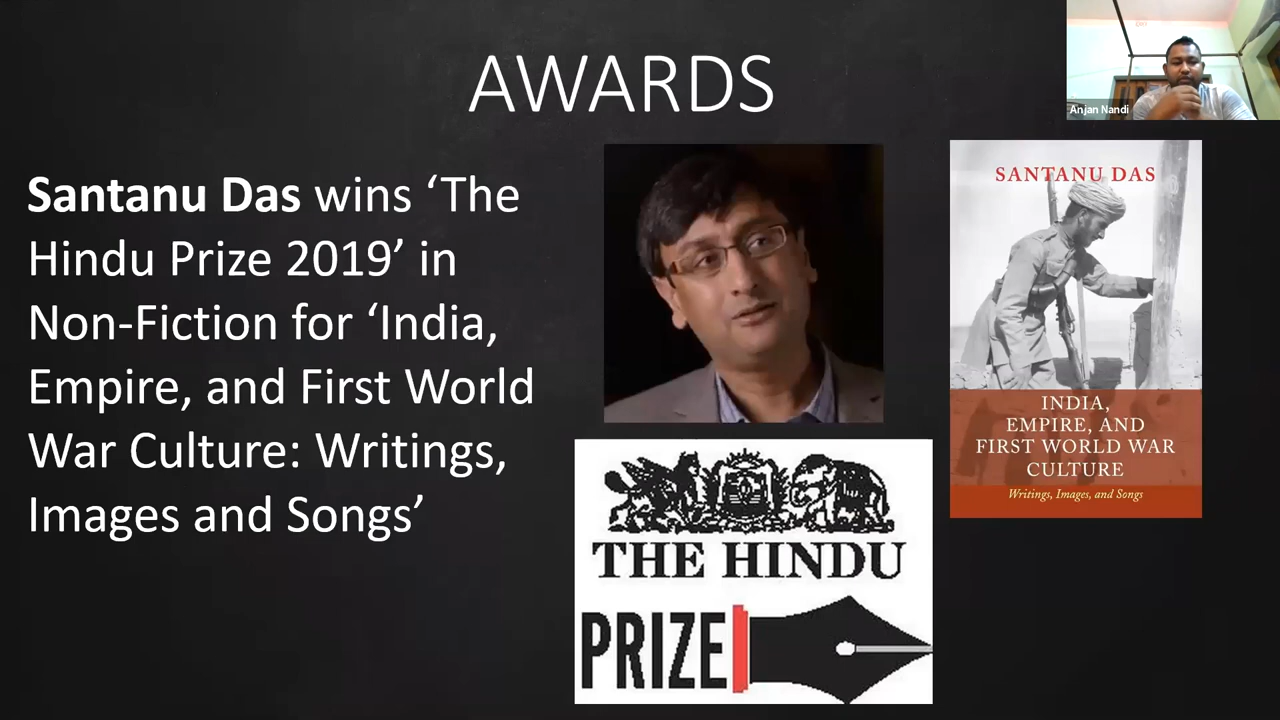 AWARDS
Anjan Nandi
Santanu Das wins ‘The
Hindu Prize 2019’ in
Non-Fiction for ‘India,
Empire, and First World
War Culture: Writings,
Images and Songs’
SANTANU DAS
INDIA,
EMPIRE, AND
FIRST WORLD WAR
CULTURE
Writings, Images, and Songs
THE HINDU
PRIZE